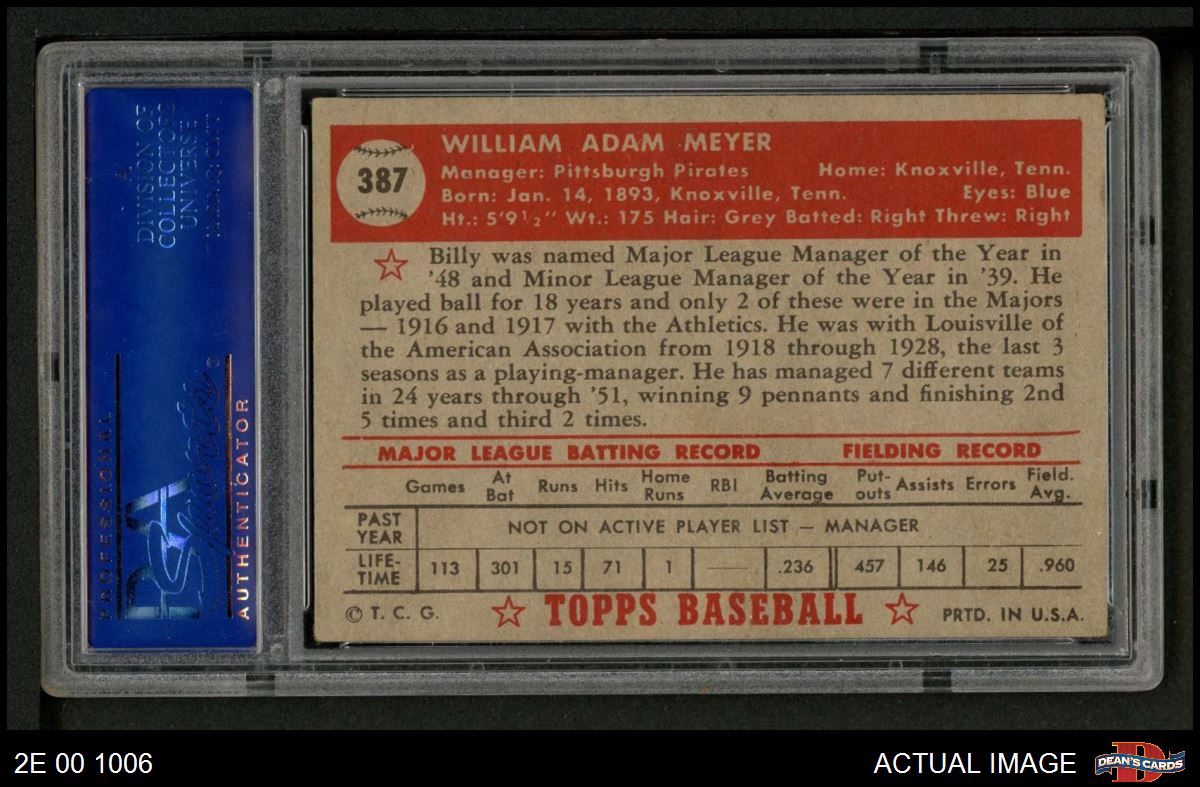 A
DIVISION OF
COLLECTORS
UNIVERSE
NASDAQ: CLCT
PROFESSIONAL
PSA
AUTHENTICATOR
387
WILLIAM ADAM MEYER
Manager: Pittsburgh Pirates Home: Knoxville, Tenn.
Born: Jan. 14, 1893, Knoxville, Tenn. Eyes: Blue
Ht.: 5'9½" Wt.: 175 Hair: Grey Batted: Right Threw: Right
Billy was named Major League Manager of the Year in
'48 and Minor League Manager of the Year in '39. He
played ball for 18 years and only 2 of these were in the Majors
— 1916 and 1917 with the Athletics. He was with Louisville of
the American Association from 1918 through 1928, the last 3
seasons as a playing-manager. He has managed 7 different teams
in 24 years through '51, winning 9 pennants and finishing 2nd
5 times and third 2 times.
MAJOR LEAGUE BATTING RECORD FIELDING RECORD
Games At Bat Runs Hits Home Runs RBI Batting Average Put-outs Assists Errors Field. Avg.
PAST YEAR NOT ON ACTIVE PLAYER LIST — MANAGER
LIFE-TIME 113 301 15 71 1 — .236 457 146 25 .960
© T. C. G. TOPPS BASEBALL PRTD. IN U.S.A.
2E 00 1006 ACTUAL IMAGE DEAN'S CARDS